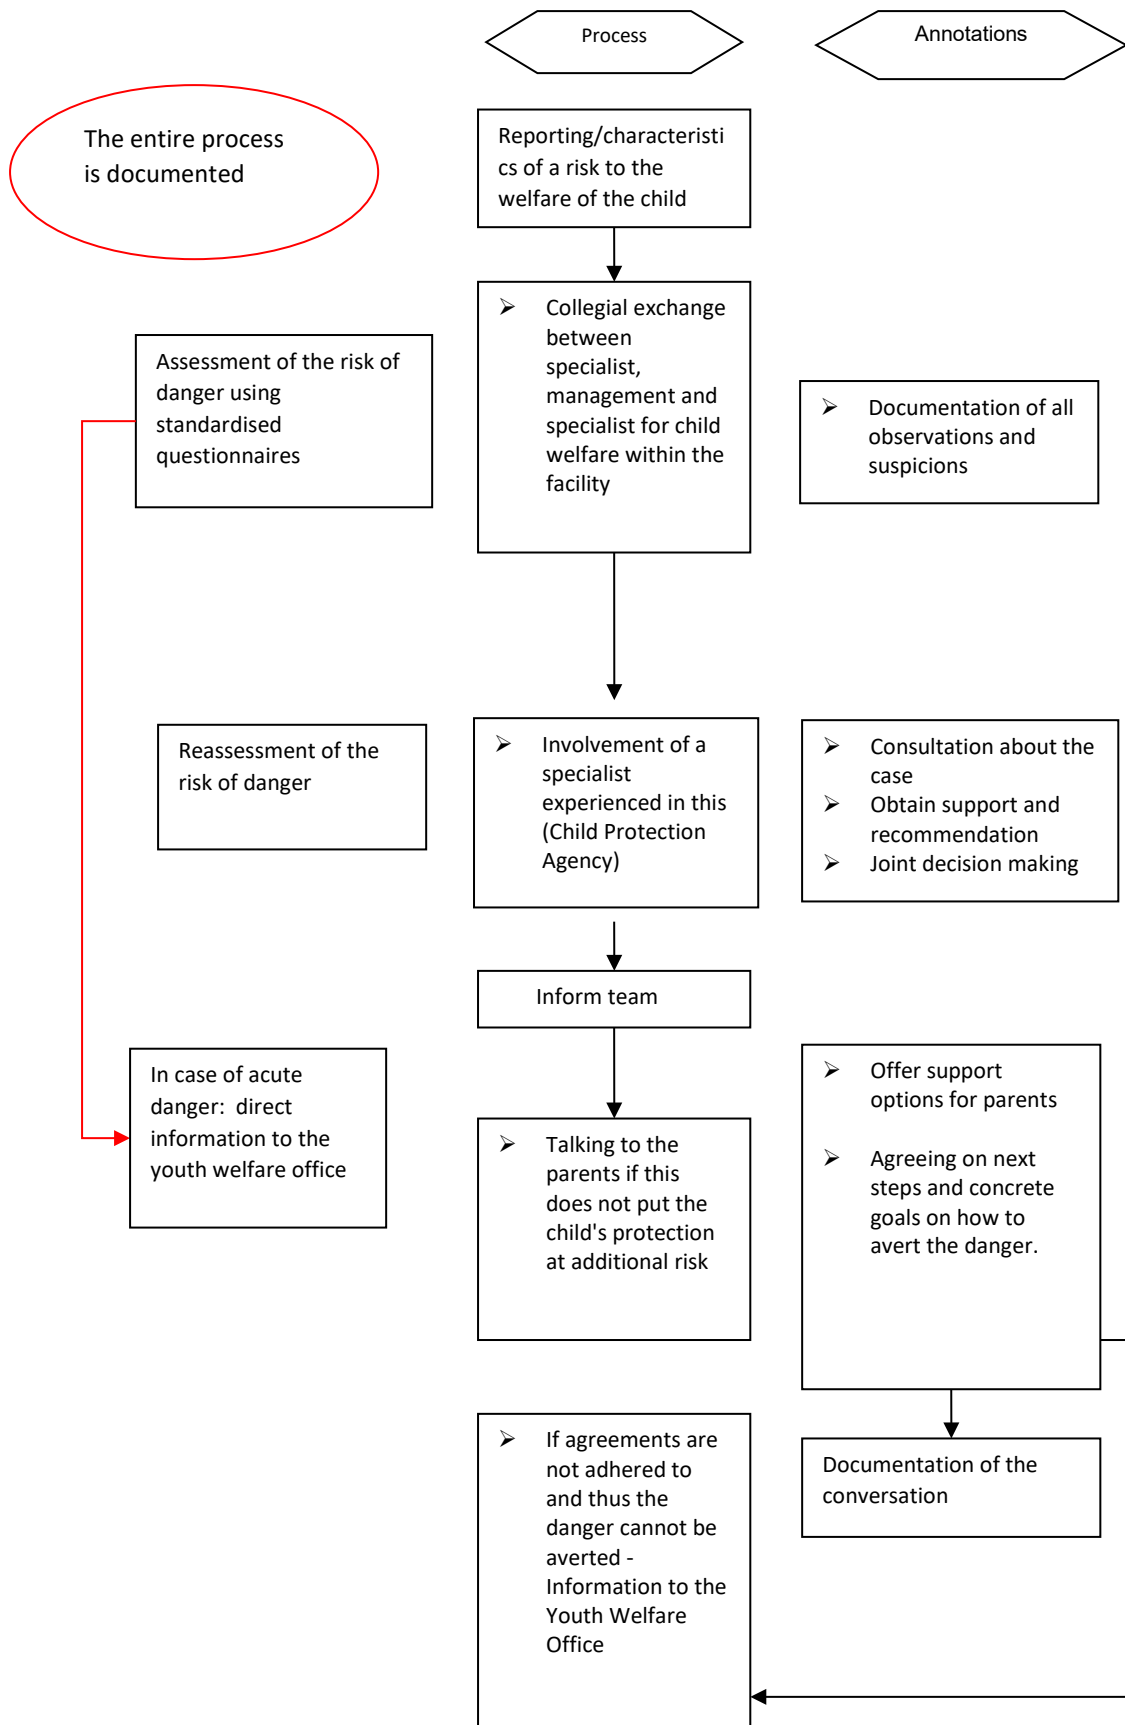 Process
Annotations
The entire process
is documented
Reporting/characteristi
cs of a risk to the
welfare of the child
Assessment of the risk of
danger using
standardised
questionnaires
➢ Collegial exchange
between
specialist,
management and
specialist for child
welfare within the
facility
➢ Documentation of all
observations and
suspicions
Reassessment of the
risk of danger
➢ Involvement of a
specialist
experienced in this
(Child Protection
Agency)
➢ Consultation about the
case
➢ Obtain support and
recommendation
➢ Joint decision making
Inform team
In case of acute
danger:  direct
information to the
youth welfare office
➢ Talking to the
parents if this
does not put the
child's protection
at additional risk
➢ Offer support
options for parents
➢ Agreeing on next
steps and concrete
goals on how to
avert the danger.
➢ If agreements are
not adhered to
and thus the
danger cannot be
averted -
Information to the
Youth Welfare
Office
Documentation of the
conversation